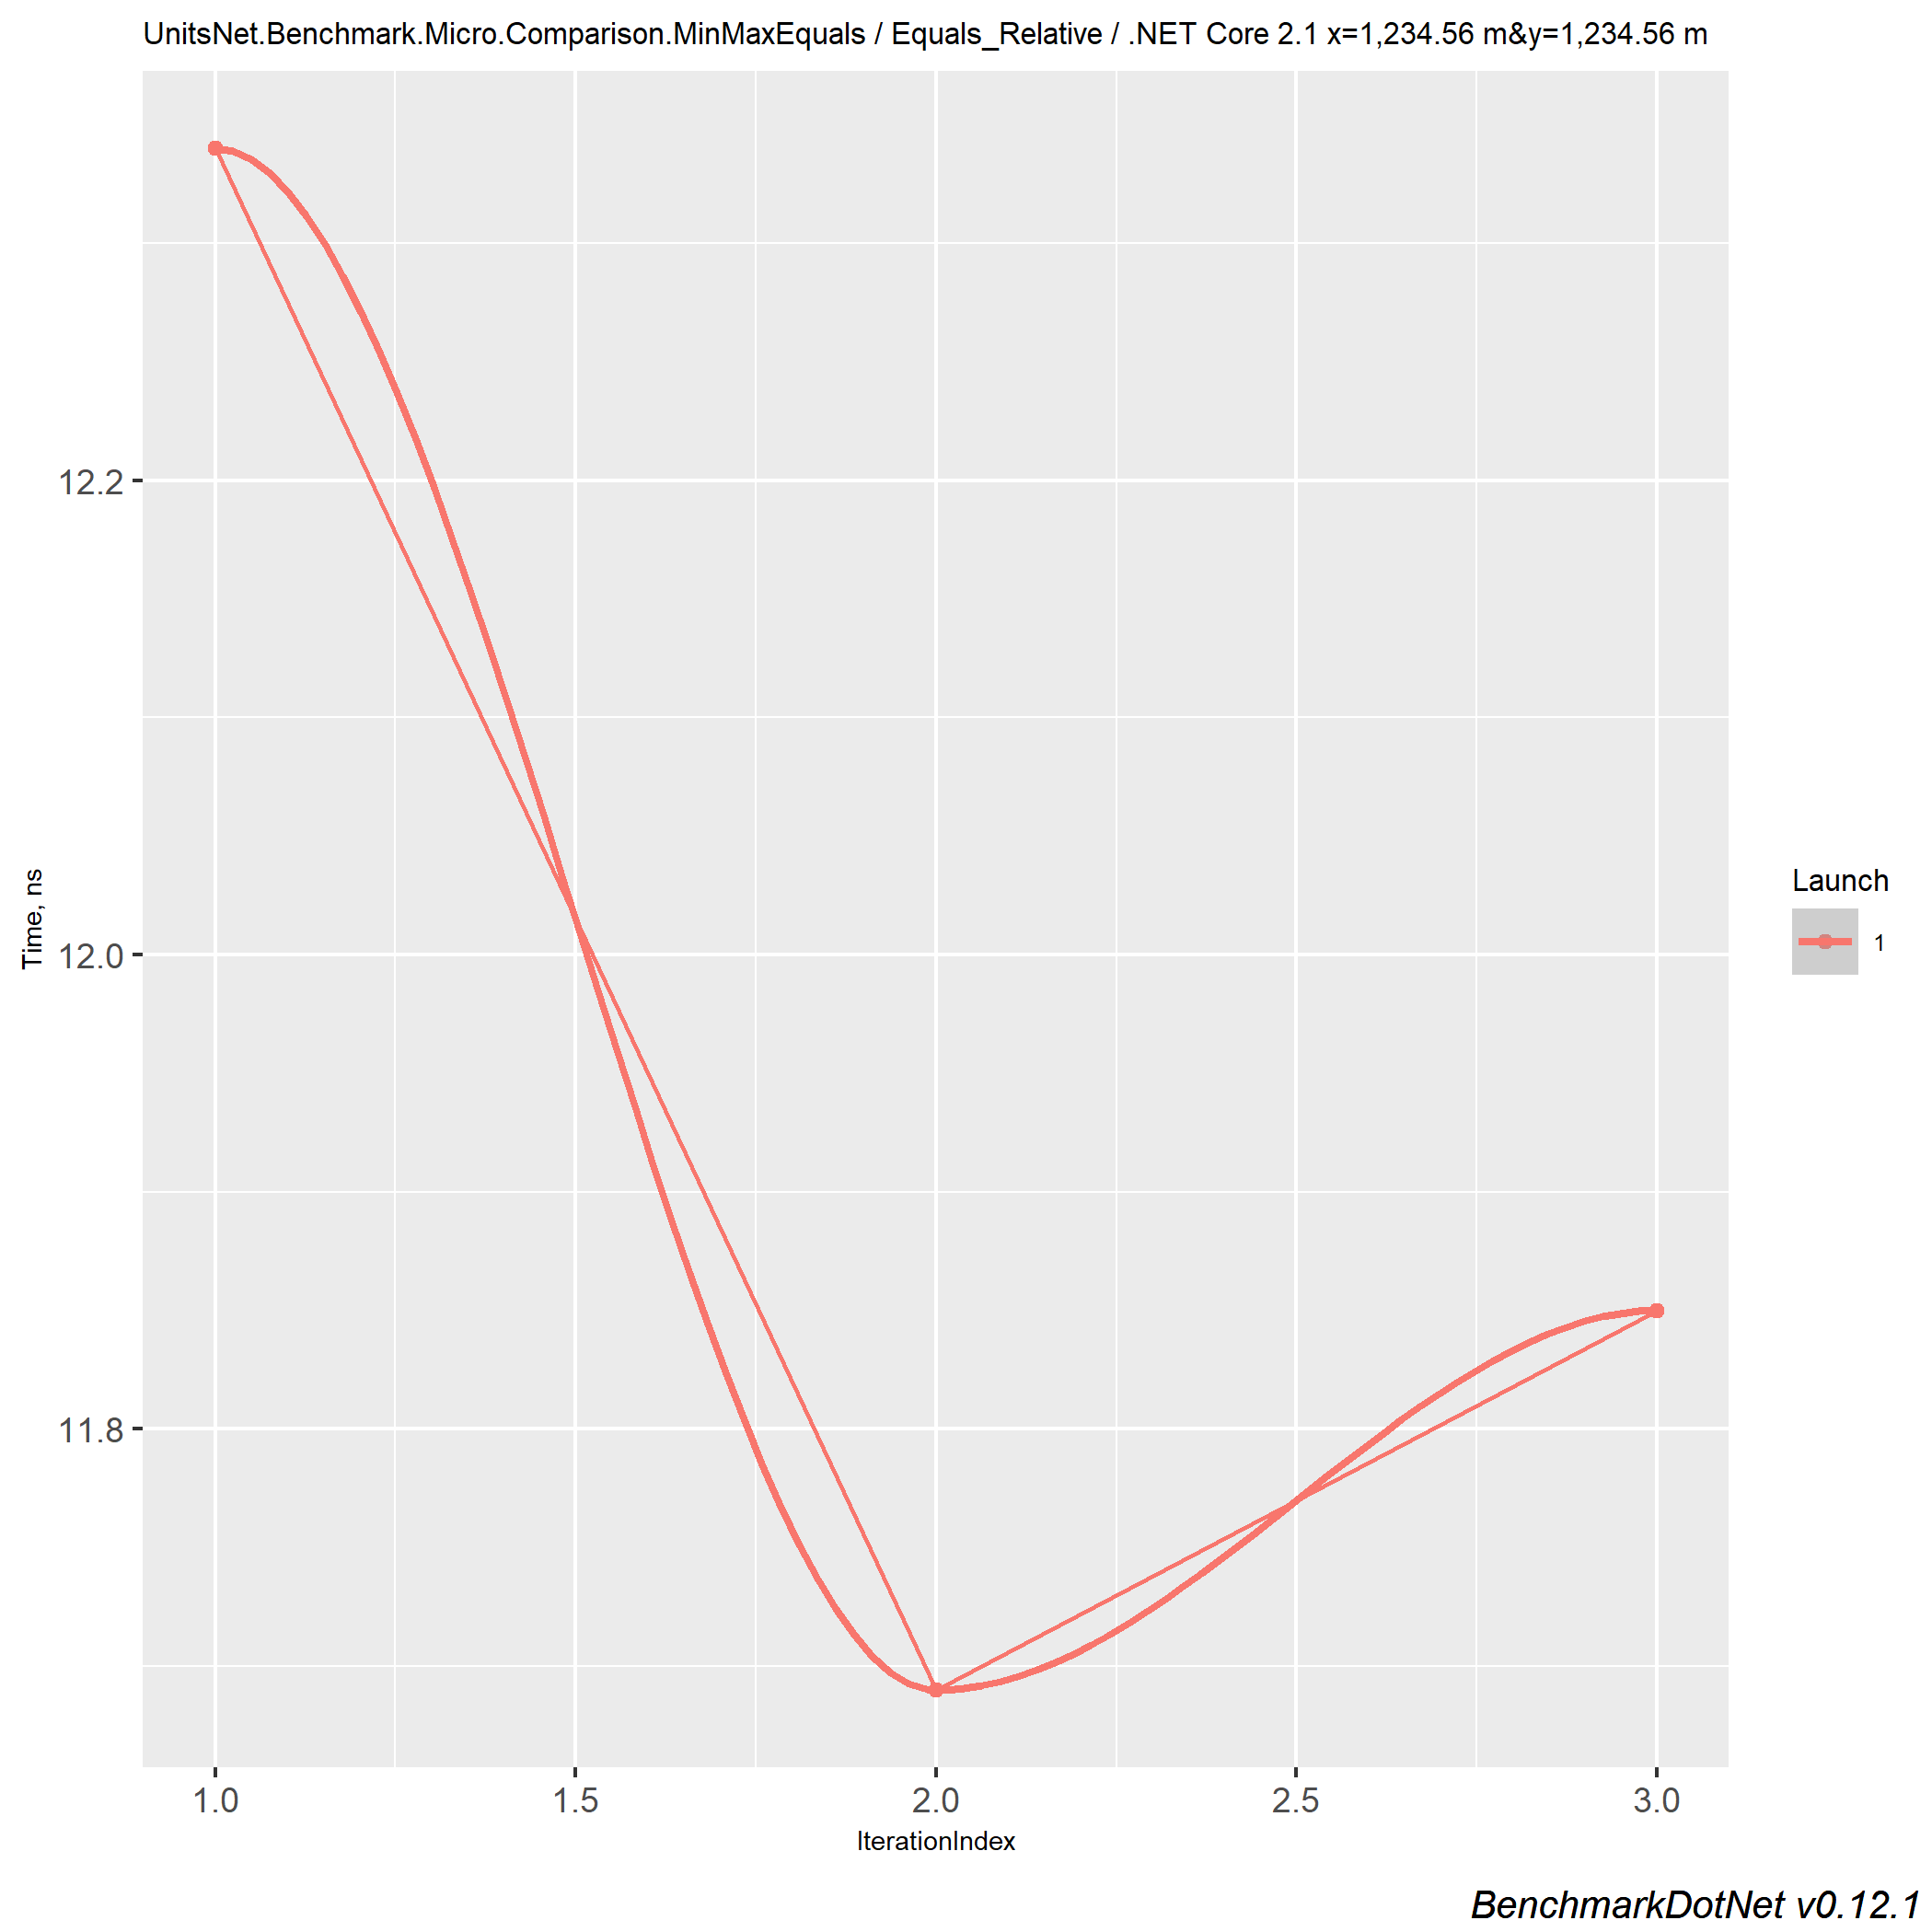 UnitsNet.Benchmark.Micro.Comparison.MinMaxEquals / Equals_Relative / .NET Core 2.1 x=1,234.56 m&y=1,234.56 m
12.2
12.0
11.8
Time, ns
1.0 1.5 2.0 2.5 3.0
IterationIndex
Launch
1
BenchmarkDotNet v0.12.1